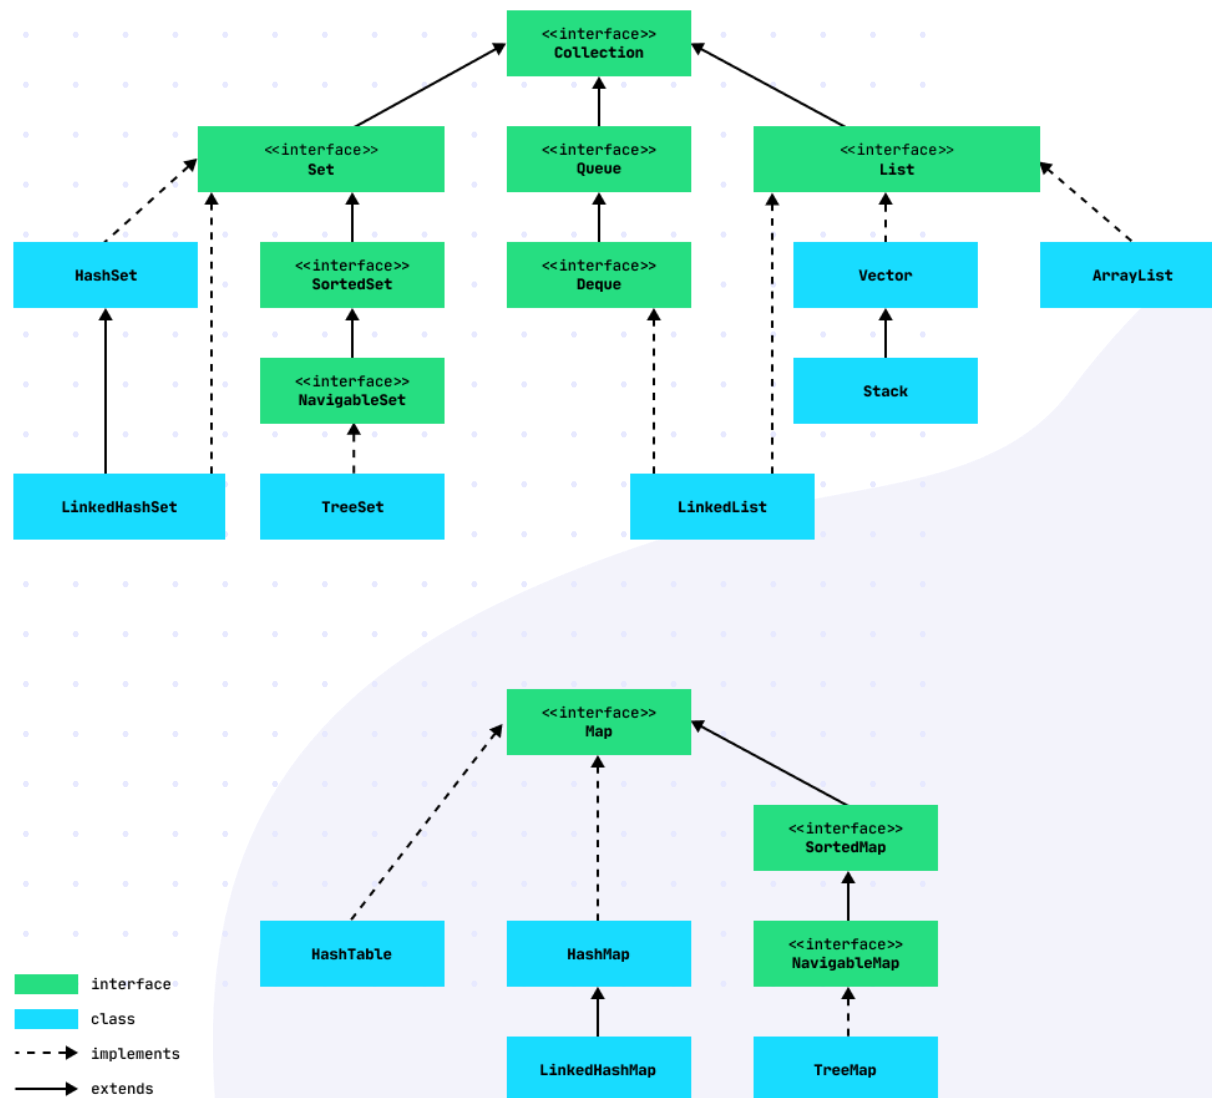 <<interface>>
Collection
<<interface>>
Set
<<interface>>
Queue
<<interface>>
List
HashSet
<<interface>>
SortedSet
<<interface>>
Deque
Vector
ArrayList
<<interface>>
NavigableSet
Stack
LinkedHashSet
TreeSet
LinkedList
<<interface>>
Map
<<interface>>
SortedMap
HashTable
HashMap
<<interface>>
NavigableMap
LinkedHashMap
TreeMap
interface
class
implements
extends